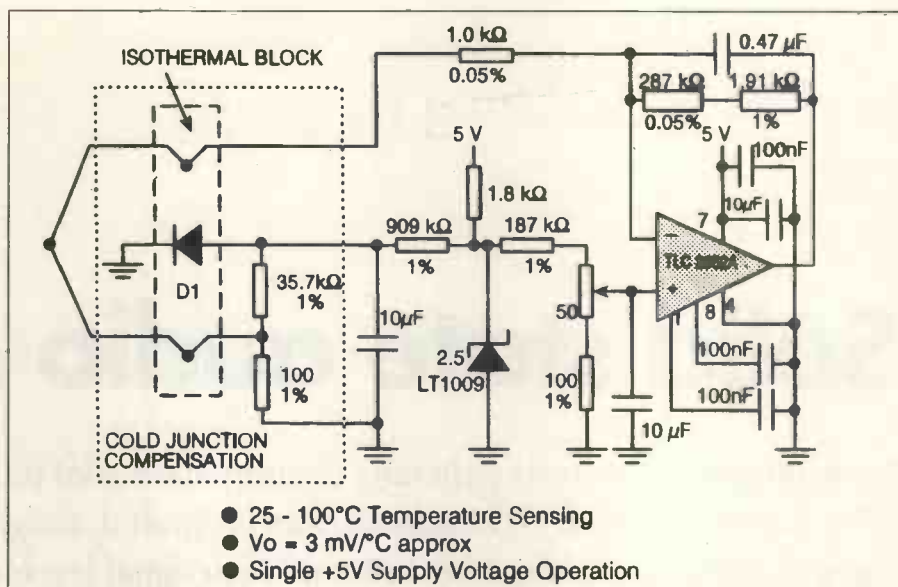 ISOTHERMAL BLOCK
1.0 kΩ
0.05%
0.47 µF
287 kΩ
0.05%
1,91 kΩ
1%
5 V
100nF
10µF
7
5 V
1.8 kΩ
909 kΩ
1%
187 kΩ
1%
D1
35.7kΩ
1%
10µF
50
−
+
TLC
1
8
4
100
1%
2.5
LT1009
100
1%
10 µF
100nF
100nF
COLD JUNCTION
COMPENSATION
● 25 - 100°C Temperature Sensing
● Vo = 3 mV/°C approx
● Single +5V Supply Voltage Operation